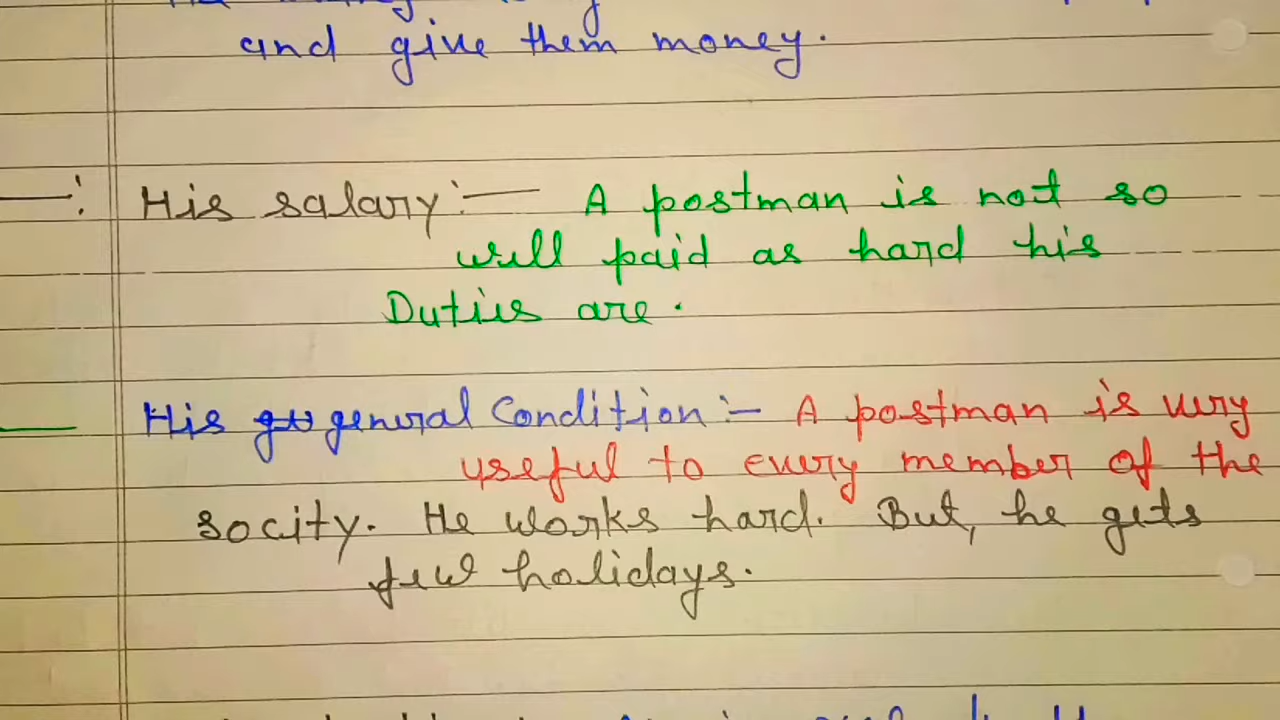 and give them money.
His salary :— A postman is not so
well paid as hard his
Duties are.
His general Condition :- A postman is very
useful to every member of the
socity. He works hard. But, he gets
few holidays.